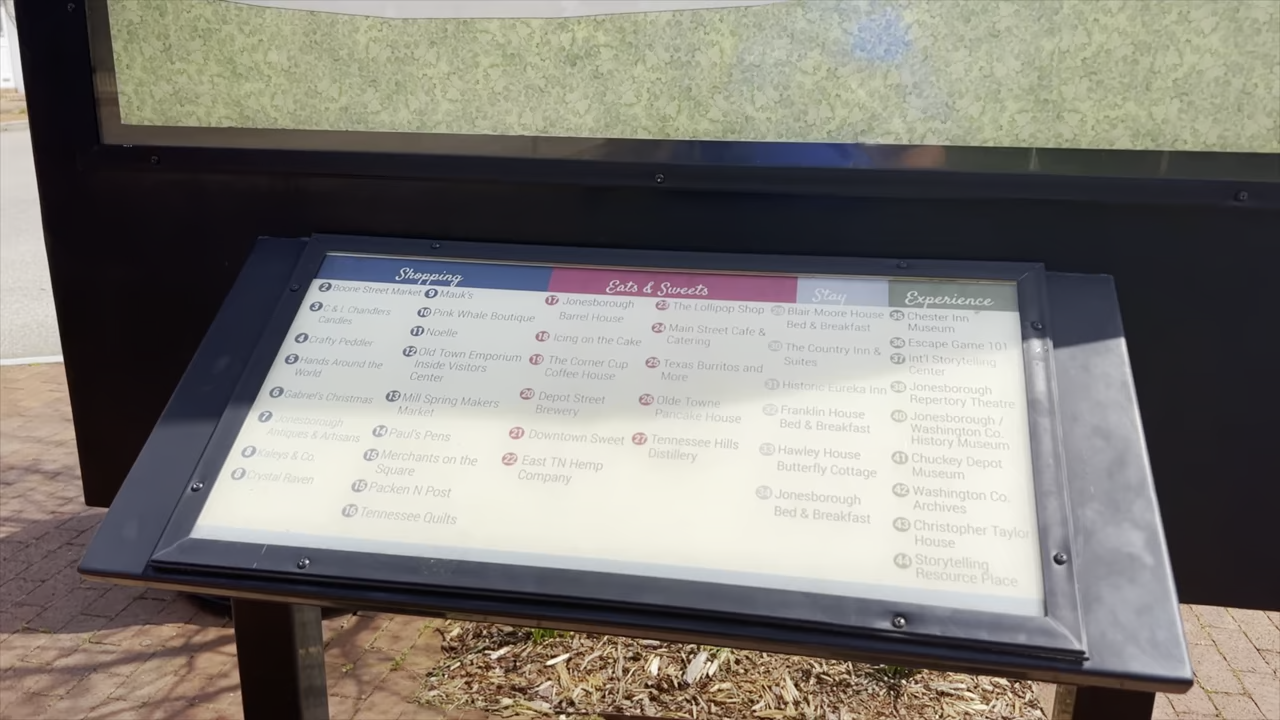 Shopping
2 Boone Street Market
3 C & L Chandlers
Candles
4 Crafty Peddler
5 Hands Around the
World
6 Gabriel's Christmas
7 Jonesborough
Antiques & Artisans
8 Kaleys & Co.
8 Crystal Raven
9 Mauk's
10 Pink Whale Boutique
11 Noelle
12 Old Town Emporium
Inside Visitors
Center
13 Mill Spring Makers
Market
14 Paul's Pens
15 Merchants on the
Square
15 Packen N Post
16 Tennessee Quilts
Eats & Sweets
17 Jonesborough
Barrel House
18 Icing on the Cake
19 The Corner Cup
Coffee House
20 Depot Street
Brewery
21 Downtown Sweet
22 East TN Hemp
Company
23 The Lollipop Shop
24 Main Street Cafe &
Catering
25 Texas Burritos and
More
26 Olde Towne
Pancake House
27 Tennessee Hills
Distillery
Stay
Blair Moore House
Bed & Breakfast
30 The Country Inn &
Suites
31 Historic Eureka Inn
32 Franklin House
Bed & Breakfast
33 Hawley House
Butterfly Cottage
34 Jonesborough
Bed & Breakfast
Experience
35 Chester Inn
Museum
36 Escape Game 101
37 Int'l Storytelling
Center
Jonesborough
Repertory Theatre
40 Jonesborough /
Washington Co.
History Museum
41 Chuckey Depot
Museum
42 Washington Co.
Archives
43 Christopher Taylor
House
44 Storytelling
Resource Place